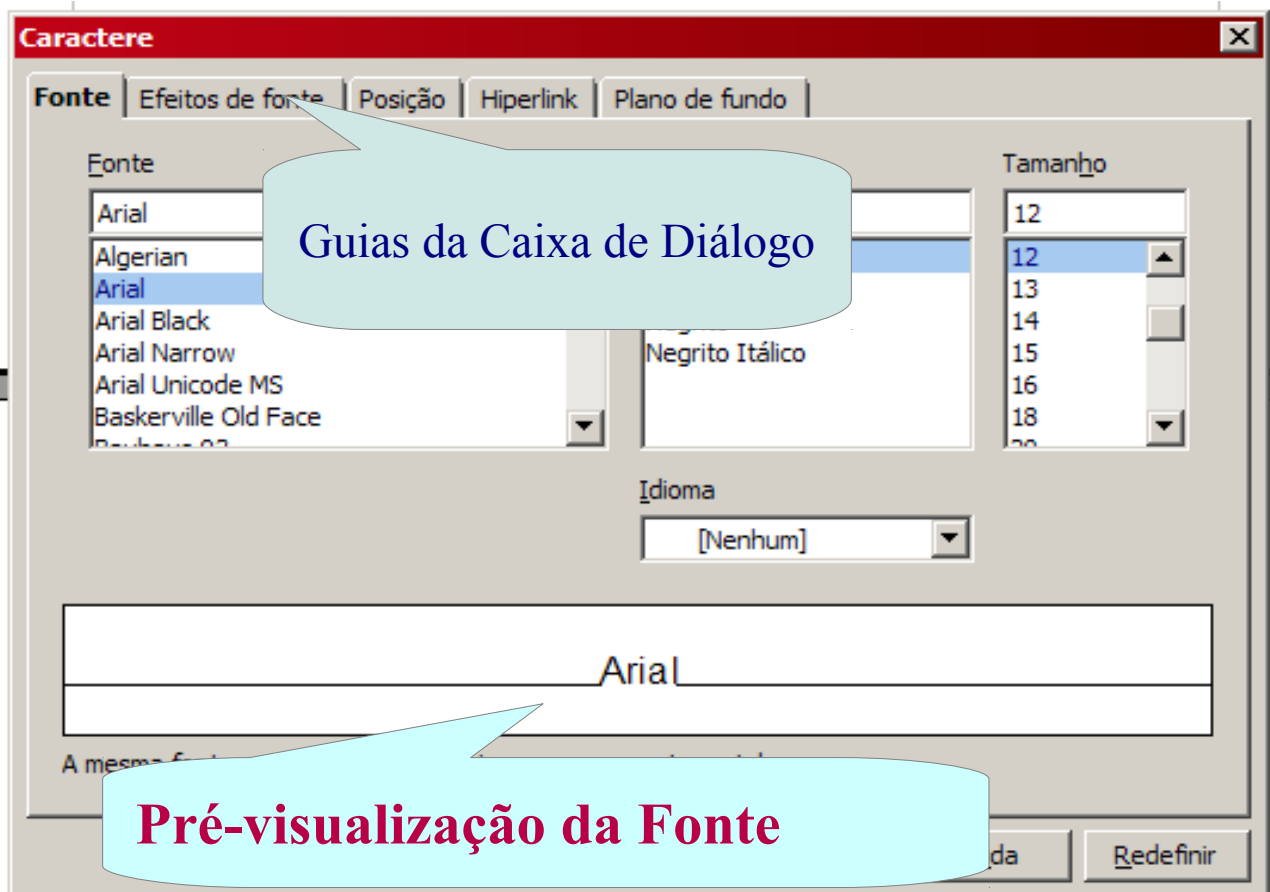 Caractere
Fonte Efeitos de fonte Posição Hiperlink Plano de fundo
Fonte Tamanho
Arial 12
Guias da Caixa de Diálogo
Algerian 12
Arial 13
Arial Black 14
Arial Narrow Negrito Itálico 15
Arial Unicode MS 16
Baskerville Old Face 18
Idioma
[Nenhum]
Arial
A mesma
Pré-visualização da Fonte
Redefinir